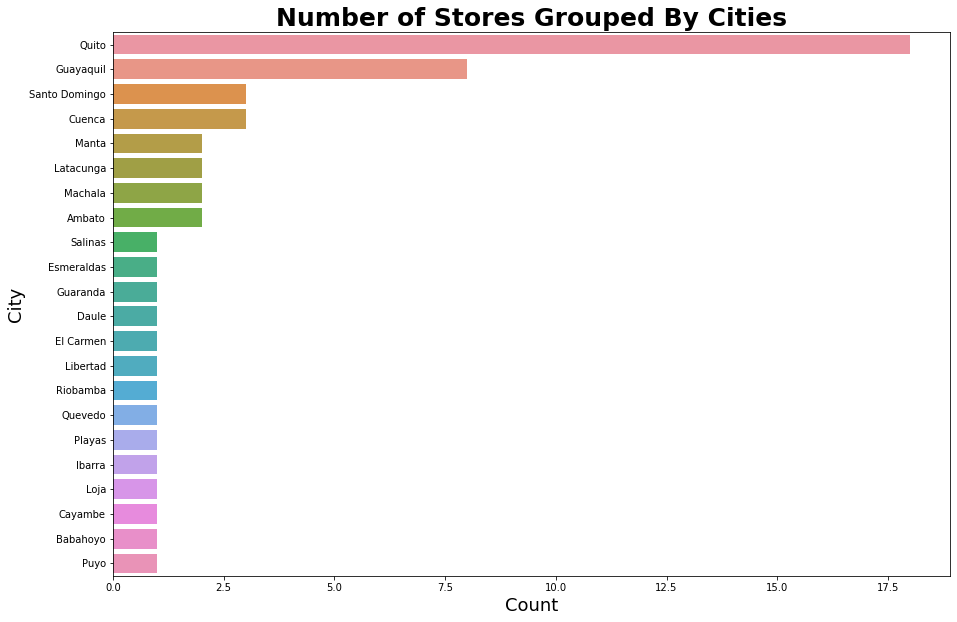 Number of Stores Grouped By Cities
Quito
Guayaquil
Santo Domingo
Cuenca
Manta
Latacunga
Machala
Ambato
Salinas
Esmeraldas
Guaranda
Daule
El Carmen
Libertad
Riobamba
Quevedo
Playas
Ibarra
Loja
Cayambe
Babahoyo
Puyo
City
0.0 2.5 5.0 7.5 10.0 12.5 15.0 17.5
Count